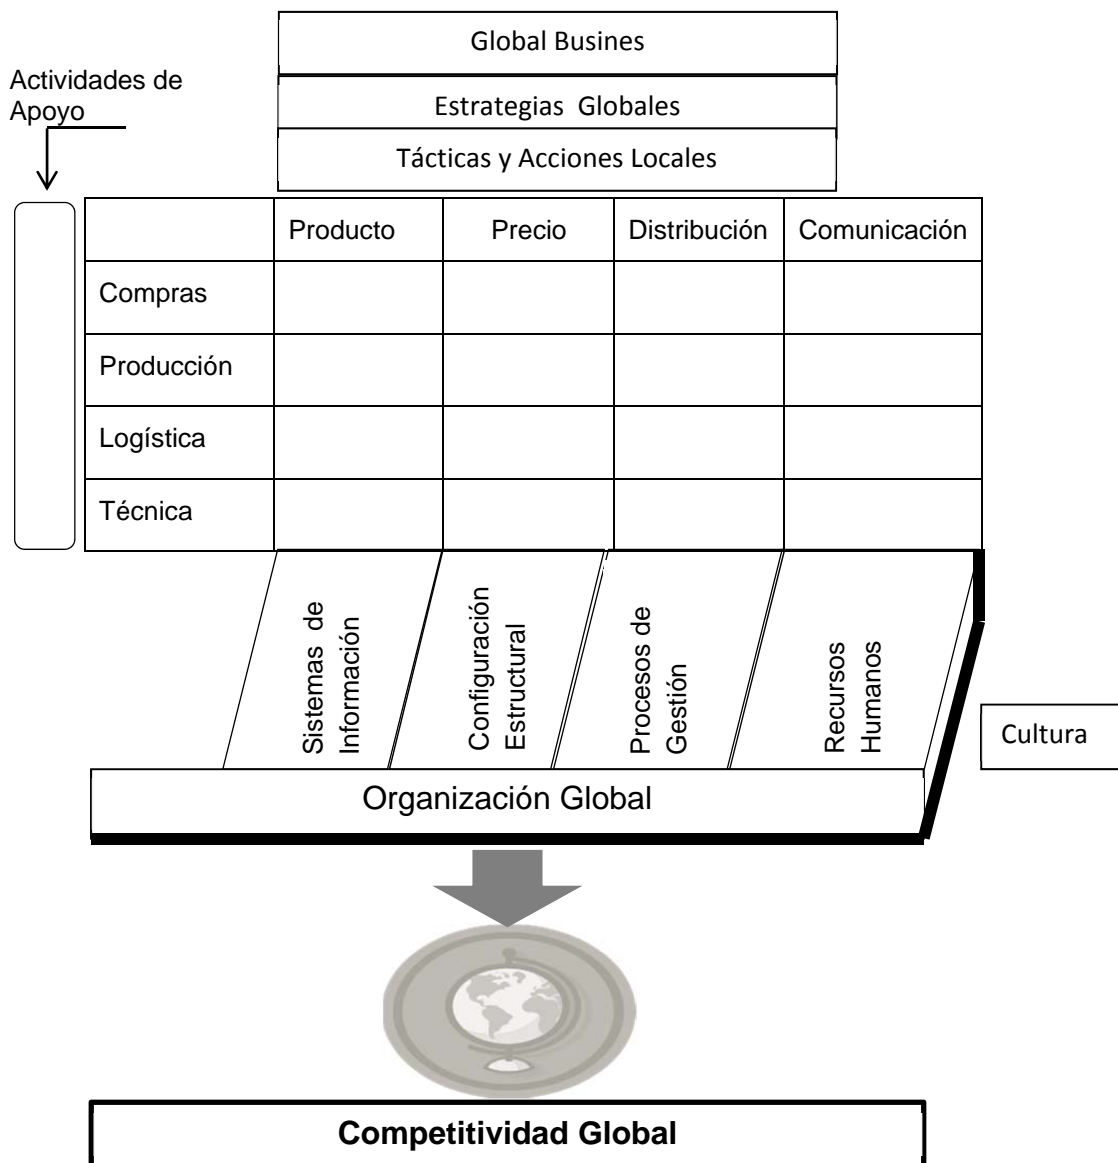 Global Busines
Actividades de
Apoyo
Estrategias Globales
Tácticas y Acciones Locales
Producto Precio Distribución Comunicación
Compras
Producción
Logística
Técnica
Sistemas de
Información
Configuración
Estructural
Procesos de
Gestión
Recursos
Humanos
Cultura
Organización Global
Competitividad Global